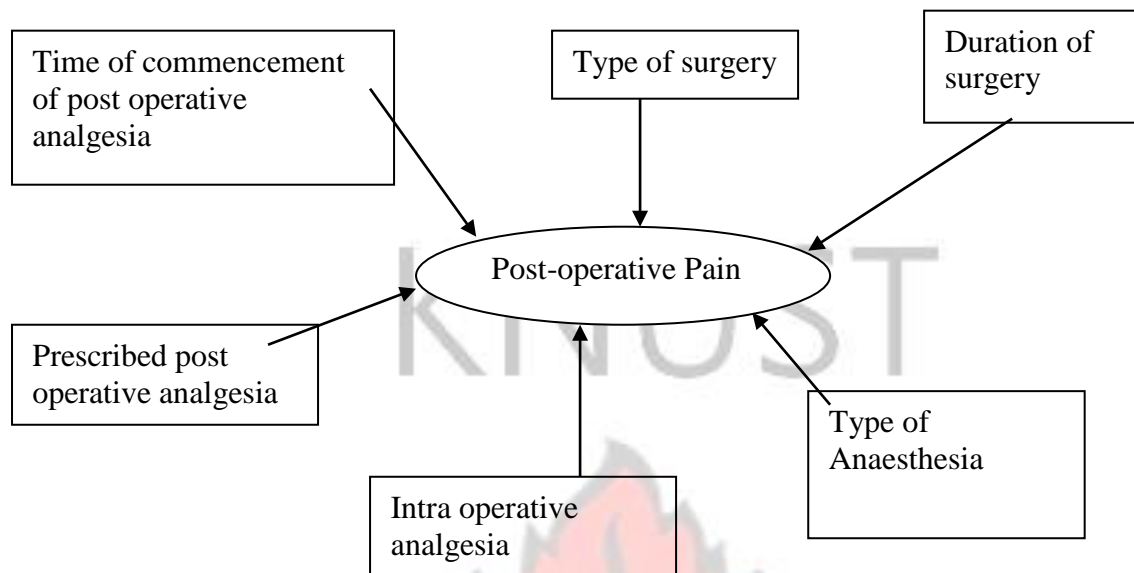 Time of commencement
of post operative
analgesia
Type of surgery
Duration of
surgery
Post-operative Pain
KNUST
Prescribed post
operative analgesia
Type of
Anaesthesia
Intra operative
analgesia